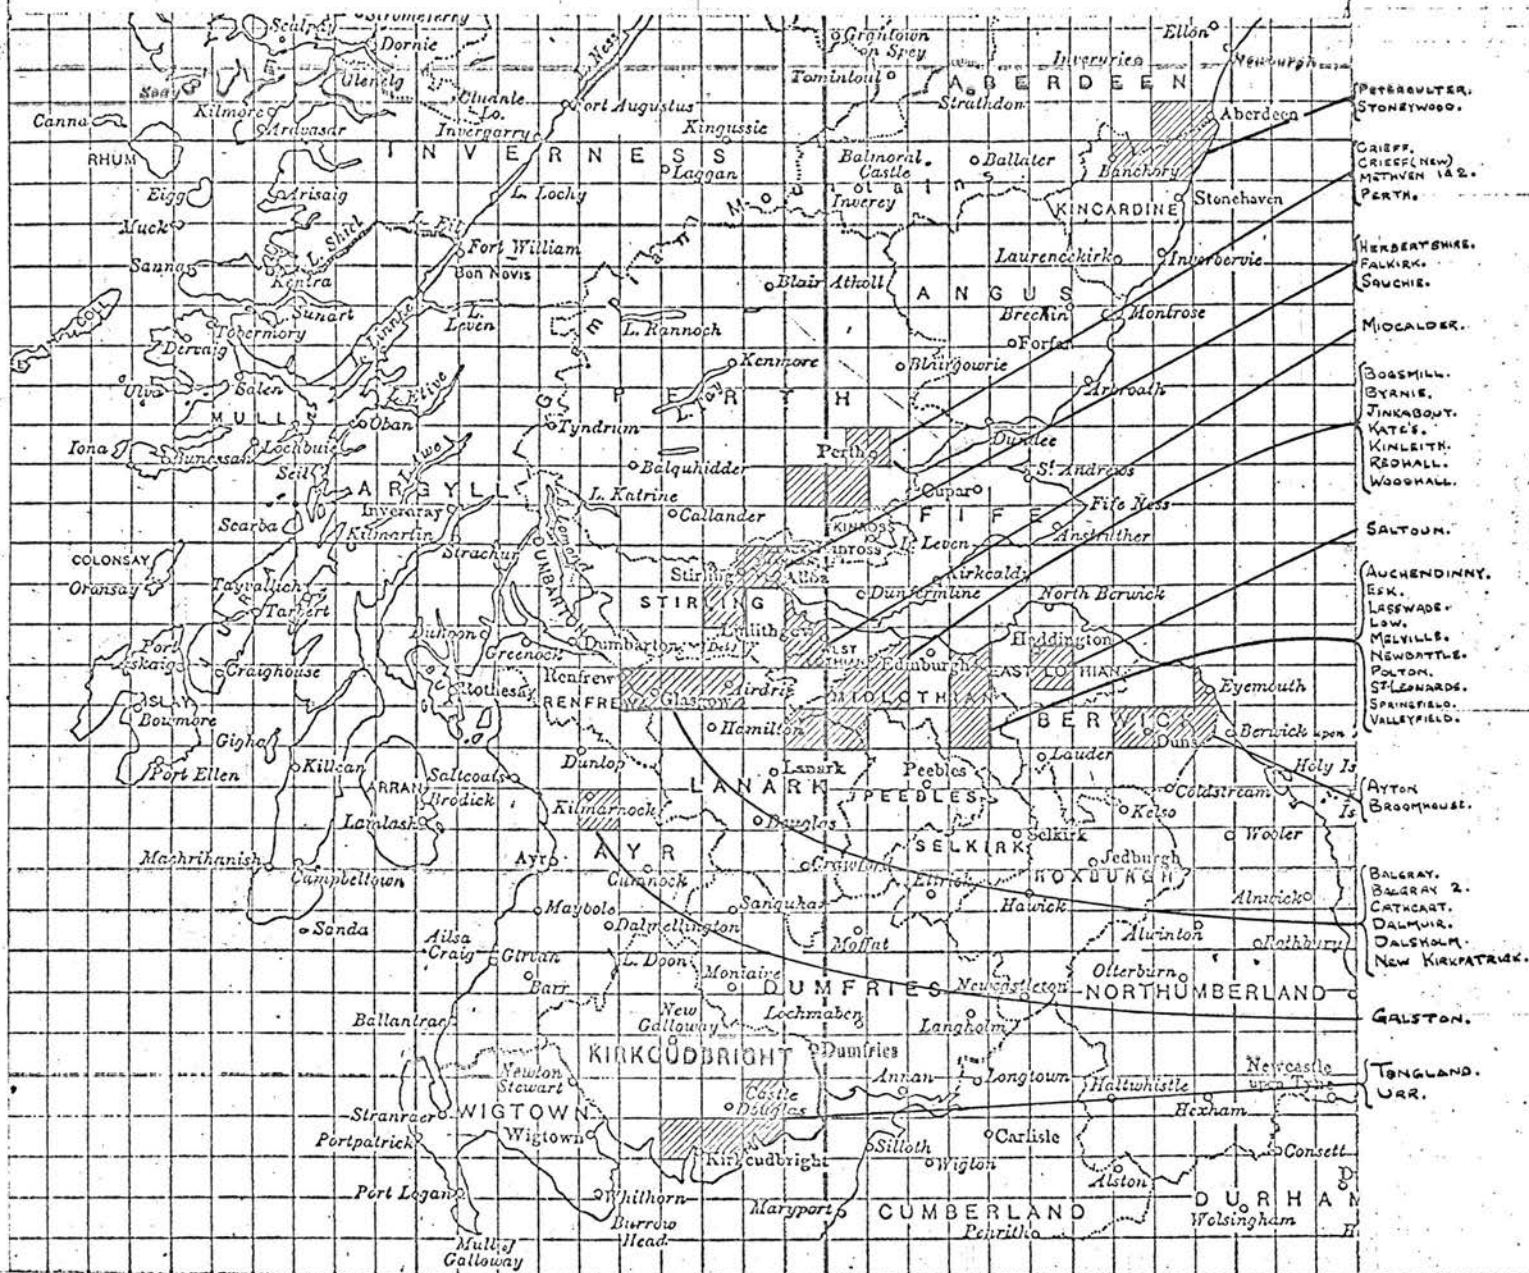 Scalpay
Stromeferry
Dornie
Glenelg
Soay
Kilmore
Cluanie
Lo.
Canna
Ardvasar
Invergarry
Fort Augustus
L. Ness
Grantown
on Spey
Tomintoul
ABERDEEN
Inveryrie
Strathdon
Ellon
Newburgh
Aberdeen
RHUM
INVERNESS
Kingussie
Laggan
Balmoral
Castle
Ballater
Banchory
Inverey
Eigg
Arisaig
L. Lochy
KINCARDINE
Stonehaven
Muck
L. Shiel
L. Eil
Fort William
Ben Nevis
Grampian Mountains
Laurencekirk
Inverbervie
Sanna
Kentra
Blair Atholl
ANGUS
Brechin
Montrose
COLL
Sunart
Tobermory
L. Linnhe
L.
Leven
L. Rannoch
Forfar
Dervaig
Kenmore
Blairgowrie
Ulva
Salen
L. Etive
L. Tay
PERTH
Arbroath
MULL
Oban
Tyndrum
Dundee
Iona
Bunessan
Lochbuie
L. Awe
Balquhidder
Perth
St. Andrews
Seil
ARGYLL
L. Katrine
Cupar
Inveraray
Callander
KINROSS
FIFE
Fife Ness
Scarba
Kilmartin
Strachur
L. Lomond
Kinross
L. Leven
Anstruther
COLONSAY
Oronsay
Tayvallich
Tarbert
DUNBARTON
Stirling
Alloa
Kirkcaldy
STIRLING
Dunfermline
North Berwick
Port
Askaig
Craighouse
Dunoon
Greenock
Dumbarton
(Det.)
Linlithgow
Haddington
Edinburgh
EAST LOTHIAN
Renfrew
Rothesay
RENFREW
Glasgow
Airdrie
MIDLOTHIAN
Eyemouth
ISLAY
Bowmore
Hamilton
BERWICK
Duns
Berwick upon
Gigha
Port Ellen
Killean
Dunlop
Lauder
Holy Is
Is
ARRAN
Saltcoats
Brodick
LANARK
Lanark
Peebles
PEEBLES
Coldstream
Lamlash
Kilmarnock
Douglas
Kelso
Selkirk
SELKIRK
Wooler
Machrihanish
Campbeltown
Ayr
AYR
Cumnock
Crawford
Ettrick
Jedburgh
ROXBURGH
Hawick
Alnwick
Maybole
Sanquhar
Sanda
Dalmellington
Moffat
Alwinton
Rothbury
Ailsa
Craig
Girvan
L. Doon
Moniaive
Otterburn
Barr
DUMFRIES
Newcastleton
NORTHUMBERLAND
New
Galloway
Lochmaben
Langholm
Ballantrae
KIRKCUDBRIGHT
Dumfries
Newton
Stewart
Annan
Longtown
Haltwhistle
Newcastle
upon Tyne
Castle
Douglas
Hexham
Stranraer
WIGTOWN
Portpatrick
Wigtown
Kirkcudbright
Silloth
Carlisle
Wigton
Consett
Alston
Port Logan
Whithorn
Burrow
Head
Maryport
CUMBERLAND
Penrith
DURHAM
Wolsingham
Mull of
Galloway
PETERCULTER.
STONEYWOOD.
CRIEFF.
CRIEFF (NEW)
METHVEN 1&2.
PERTH.
HERBERTSHIRE.
FALKIRK.
SAUCHIE.
MIDCALDER.
BOGSMILL.
BYRNIE.
JINKABOUT.
KATE'S.
KINLEITH.
REDHALL.
WOODHALL.
SALTOUN.
AUCHENDINNY.
ESK.
LASSWADE.
LOW.
MELVILLE.
NEWBATTLE.
POLTON.
ST LEONARDS.
SPRINGFIELD.
VALLEYFIELD.
AYTON
BROOMHOUSE.
BALGRAY.
BALGRAY 2.
CATHCART.
DALMUIR.
DALSHOLM.
NEW KIRKPATRICK.
GALSTON.
TONGLAND.
URR.